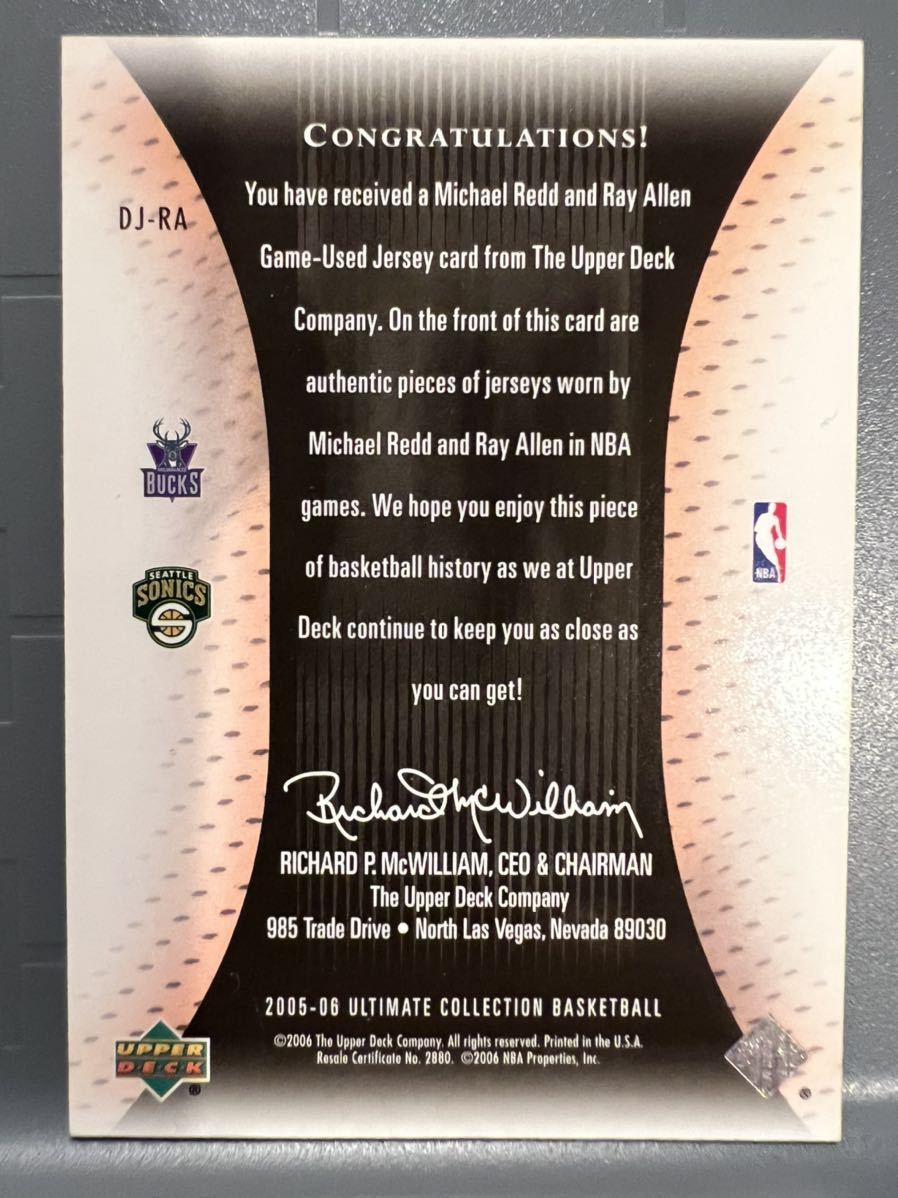 CONGRATULATIONS!
You have received a Michael Redd and Ray Allen
DJ-RA
Game-Used Jersey card from The Upper Deck
Company. On the front of this card are
authentic pieces of jerseys worn by
Michael Redd and Ray Allen in NBA
BUCKS
games. We hope you enjoy this piece
NBA
of basketball history as we at Upper
SEATTLE
SONICS
Deck continue to keep you as close as
you can get!
Richard McWilliam
RICHARD P. McWILLIAM, CEO & CHAIRMAN
The Upper Deck Company
985 Trade Drive • North Las Vegas, Nevada 89030
2005-06 ULTIMATE COLLECTION BASKETBALL
©2006 The Upper Deck Company. All rights reserved. Printed in the U.S.A.
Resale Certificate No. 2880. ©2006 NBA Properties, Inc.
UPPER
DECK
®